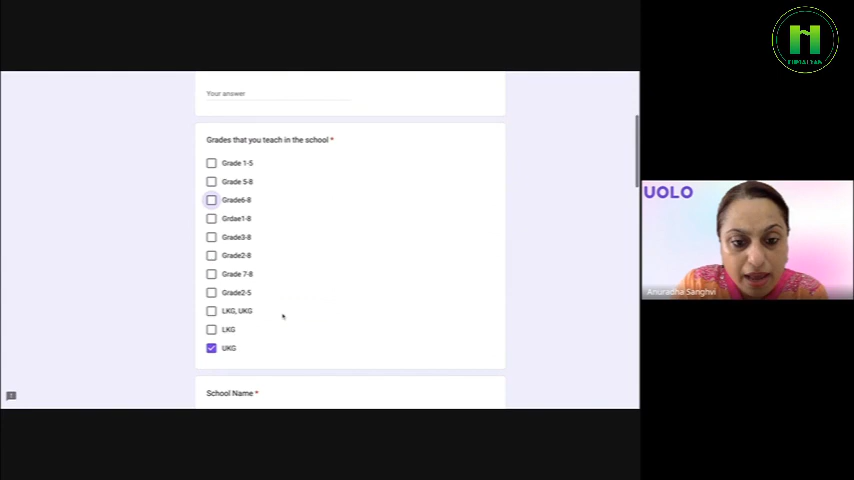 Your answer
Grades that you teach in the school *
Grade 1-5
Grade 5-8
Grade6-8
Grdae1-8
Grade3-8
Grade2-8
Grade 7-8
Grade2-5
LKG, UKG
LKG
UKG
School Name *
UOLO
Anuradha Sanghvi